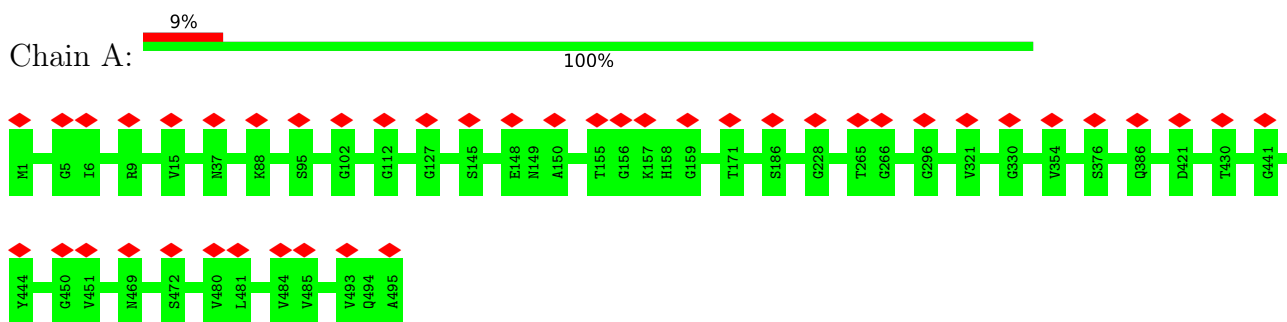 9%
Chain A:
100%
M1 G5 I6 R9 V15 N37 K88 S95 G102 G112 G127 S145 E148 N149 A150 T155 G156 K157 H158 G159 T171 S186 G228 T265 G266 G296 V321 G330 V354 S376 Q386 D421 T430 G441
Y444 G450 V451 N469 S472 V480 L481 V484 V485 V493 Q494 A495